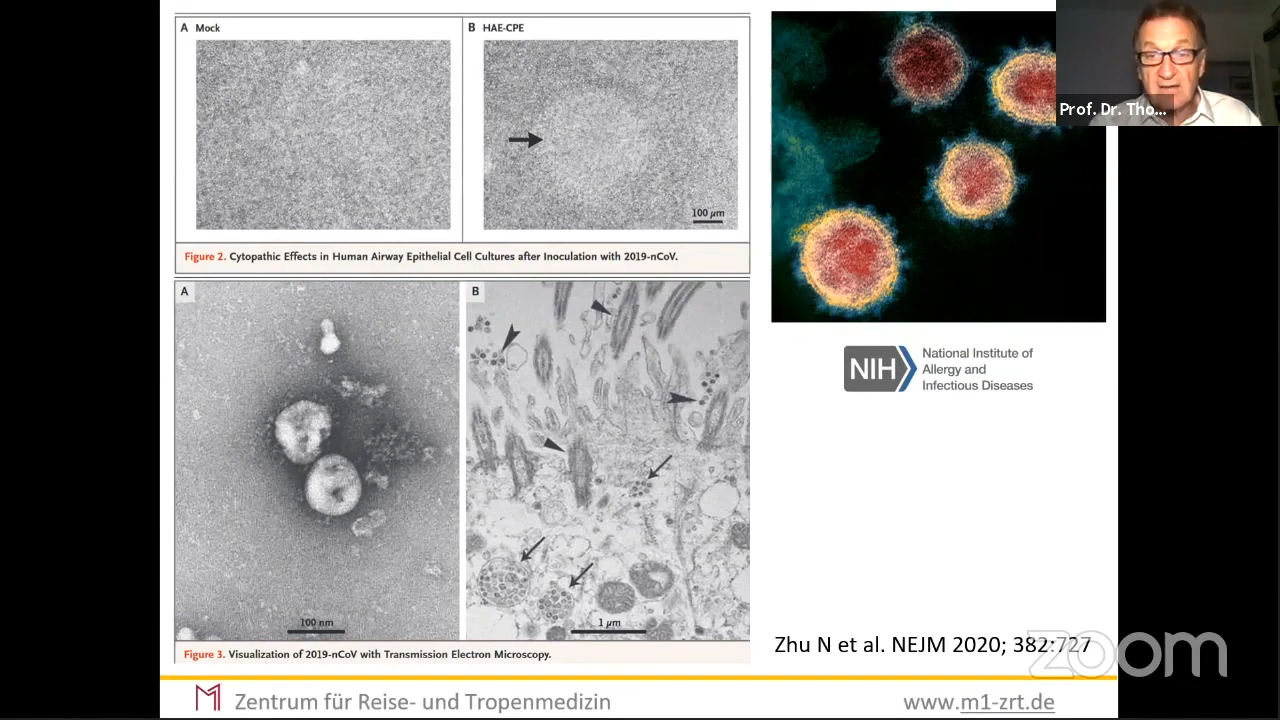 A Mock
B HAE-CPE
100 μm
Figure 2. Cytopathic Effects in Human Airway Epithelial Cell Cultures after Inoculation with 2019-nCoV.
A
B
100 nm
1 μm
Figure 3. Visualization of 2019-nCoV with Transmission Electron Microscopy.
Prof. Dr. Tho...
NIH
National Institute of
Allergy and
Infectious Diseases
Zhu N et al. NEJM 2020; 382:727
zoom
Zentrum für Reise- und Tropenmedizin
www.m1-zrt.de